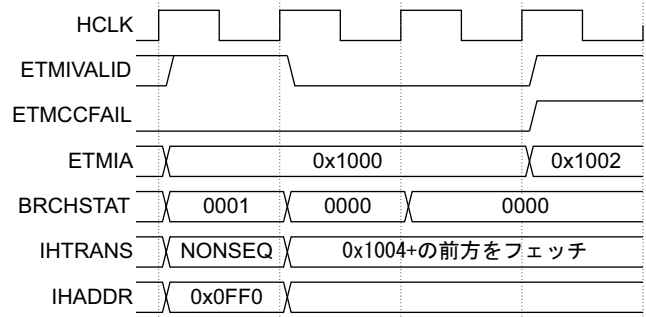 HCLK
ETMIVALID
ETMCCFAIL
ETMIA 0x1000 0x1002
BRCHSTAT 0001 0000 0000
IHTRANS NONSEQ 0x1004+の前方をフェッチ
IHADDR 0x0FF0